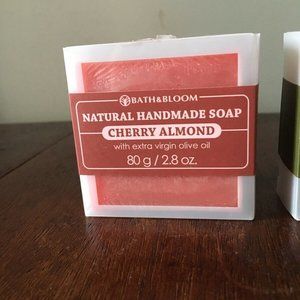 BATH&BLOOM
NATURAL HANDMADE SOAP
CHERRY ALMOND
with extra virgin olive oil
80 g / 2.8 oz.